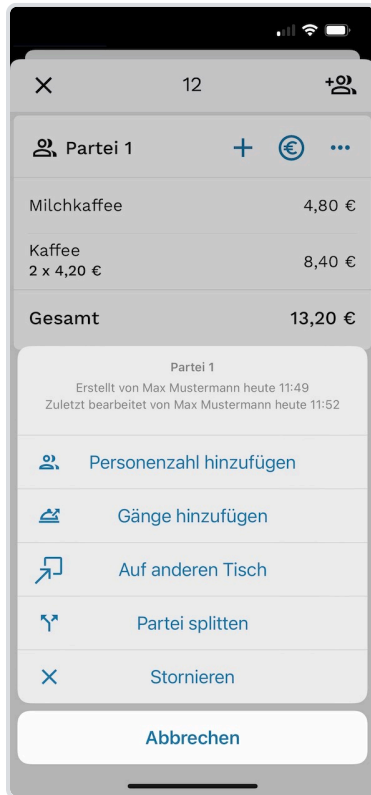 12
Partei 1
Milchkaffee 4,80 €
Kaffee
2 x 4,20 € 8,40 €
Gesamt 13,20 €
Partei 1
Erstellt von Max Mustermann heute 11:49
Zuletzt bearbeitet von Max Mustermann heute 11:52
Personenzahl hinzufügen
Gänge hinzufügen
Auf anderen Tisch
Partei splitten
Stornieren
Abbrechen